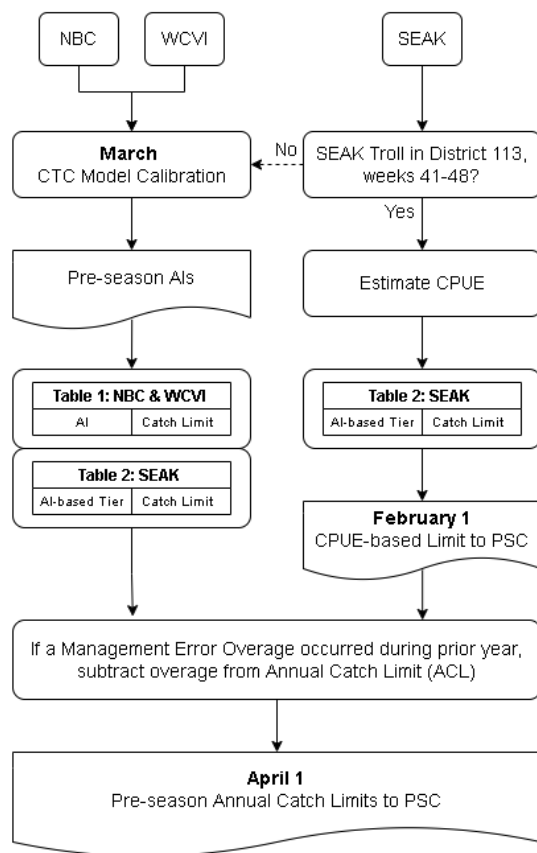 NBC
WCVI
SEAK
March
CTC Model Calibration
No
SEAK Troll in District 113,
weeks 41-48?
Yes
Pre-season AIs
Estimate CPUE
Table 1: NBC & WCVI
AI
Catch Limit
Table 2: SEAK
AI-based Tier
Catch Limit
Table 2: SEAK
AI-based Tier
Catch Limit
February 1
CPUE-based Limit to PSC
If a Management Error Overage occurred during prior year,
subtract overage from Annual Catch Limit (ACL)
April 1
Pre-season Annual Catch Limits to PSC